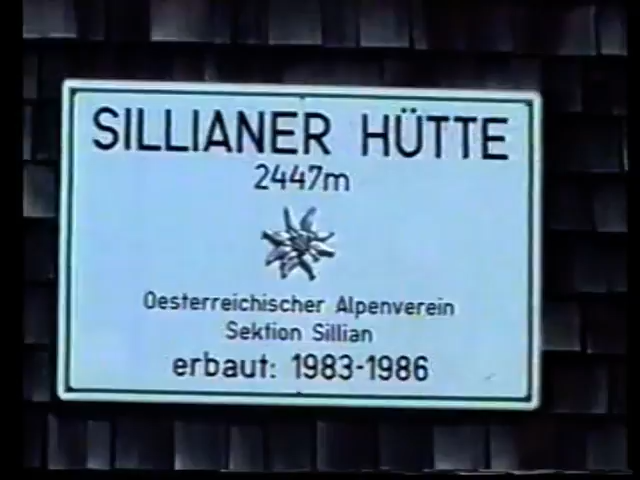 SILLIANER HÜTTE
2447m
Oesterreichischer Alpenverein
Sektion Sillian
erbaut: 1983-1986